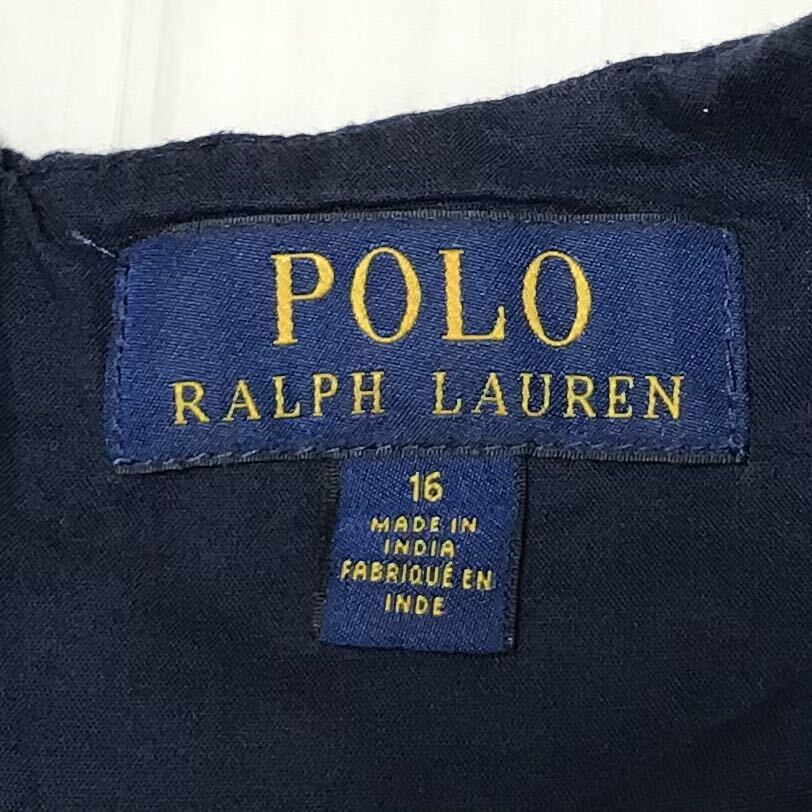 POLO
RALPH LAUREN
16
MADE IN
INDIA
FABRIQUÉ EN
INDE